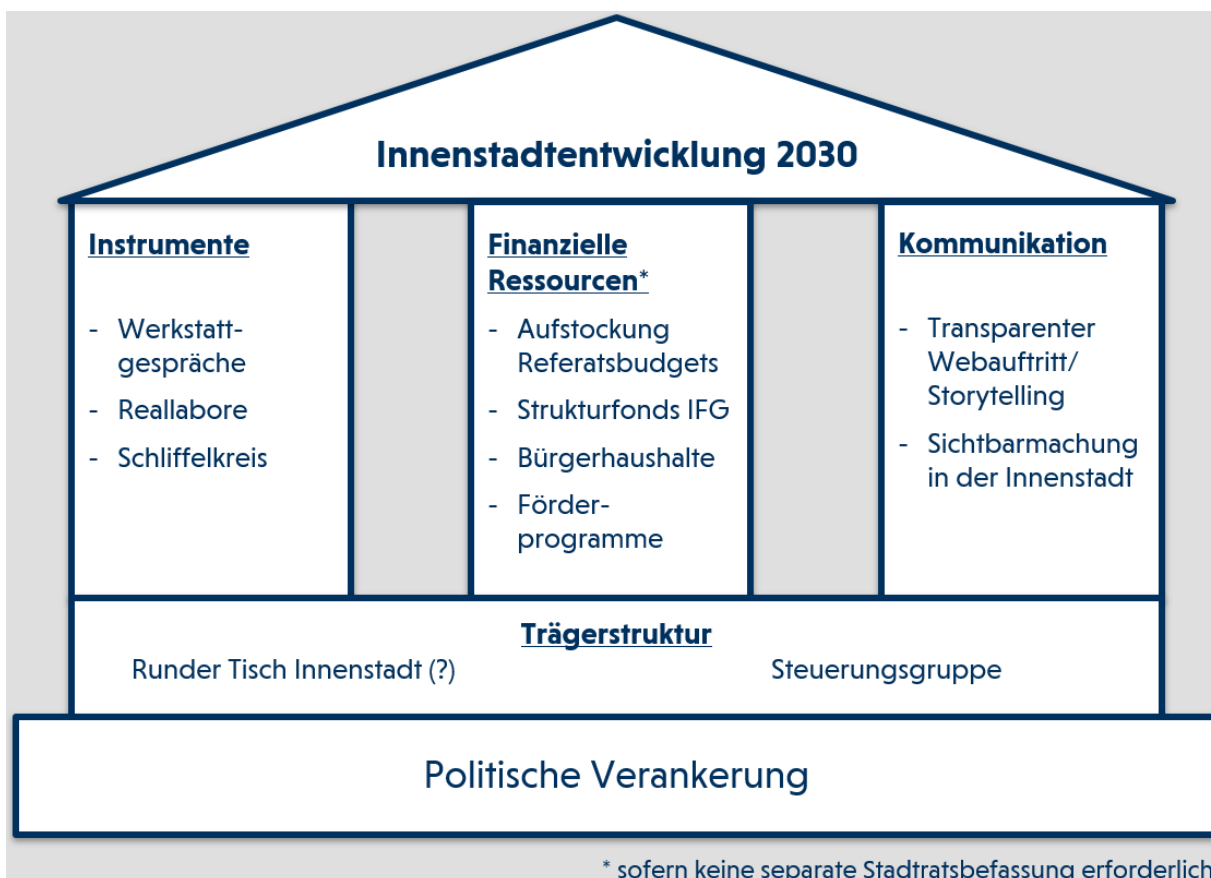 Innenstadtentwicklung 2030
Instrumente
- Werkstatt-
gespräche
- Reallabore
- Schliffelkreis
Finanzielle
Ressourcen*
- Aufstockung
Referatsbudgets
- Strukturfonds IFG
- Bürgerhaushalte
- Förder-
programme
Kommunikation
- Transparenter
Webauftritt/
Storytelling
- Sichtbarmachung
in der Innenstadt
Trägerstruktur
Runder Tisch Innenstadt (?)
Steuerungsgruppe
Politische Verankerung
* sofern keine separate Stadtratsbefassung erforderlich